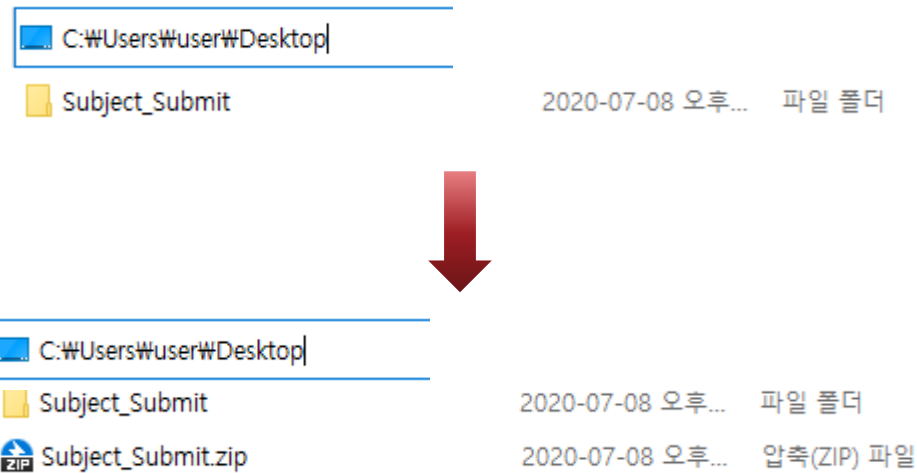 C:₩Users₩user₩Desktop
Subject_Submit 2020-07-08 오후... 파일 폴더
C:₩Users₩user₩Desktop
Subject_Submit 2020-07-08 오후... 파일 폴더
ZIP Subject_Submit.zip 2020-07-08 오후... 압축(ZIP) 파일